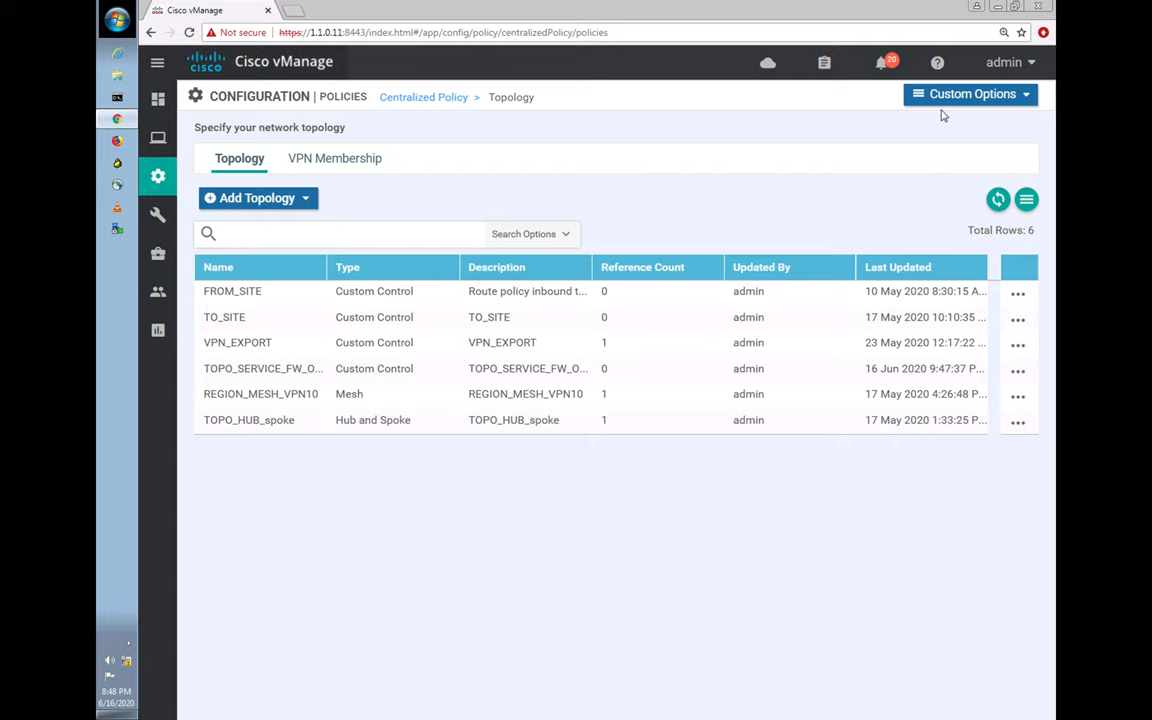 Cisco vManage
Not secure https://1.1.0.11:8443/index.html#/app/config/policy/centralizedPolicy/policies
CISCO Cisco vManage 20 admin
CONFIGURATION | POLICIES Centralized Policy > Topology Custom Options
Specify your network topology
Topology VPN Membership
Add Topology
Search Options
Total Rows: 6
Name Type Description Reference Count Updated By Last Updated
FROM_SITE Custom Control Route policy inbound t... 0 admin 10 May 2020 8:30:15 A...
TO_SITE Custom Control TO_SITE 0 admin 17 May 2020 10:10:35 ...
VPN_EXPORT Custom Control VPN_EXPORT 1 admin 23 May 2020 12:17:22 ...
TOPO_SERVICE_FW_O... Custom Control TOPO_SERVICE_FW_O... 0 admin 16 Jun 2020 9:47:37 P...
REGION_MESH_VPN10 Mesh REGION_MESH_VPN10 1 admin 17 May 2020 4:26:48 P...
TOPO_HUB_spoke Hub and Spoke TOPO_HUB_spoke 1 admin 17 May 2020 1:33:25 P...
8:48 PM
6/16/2020